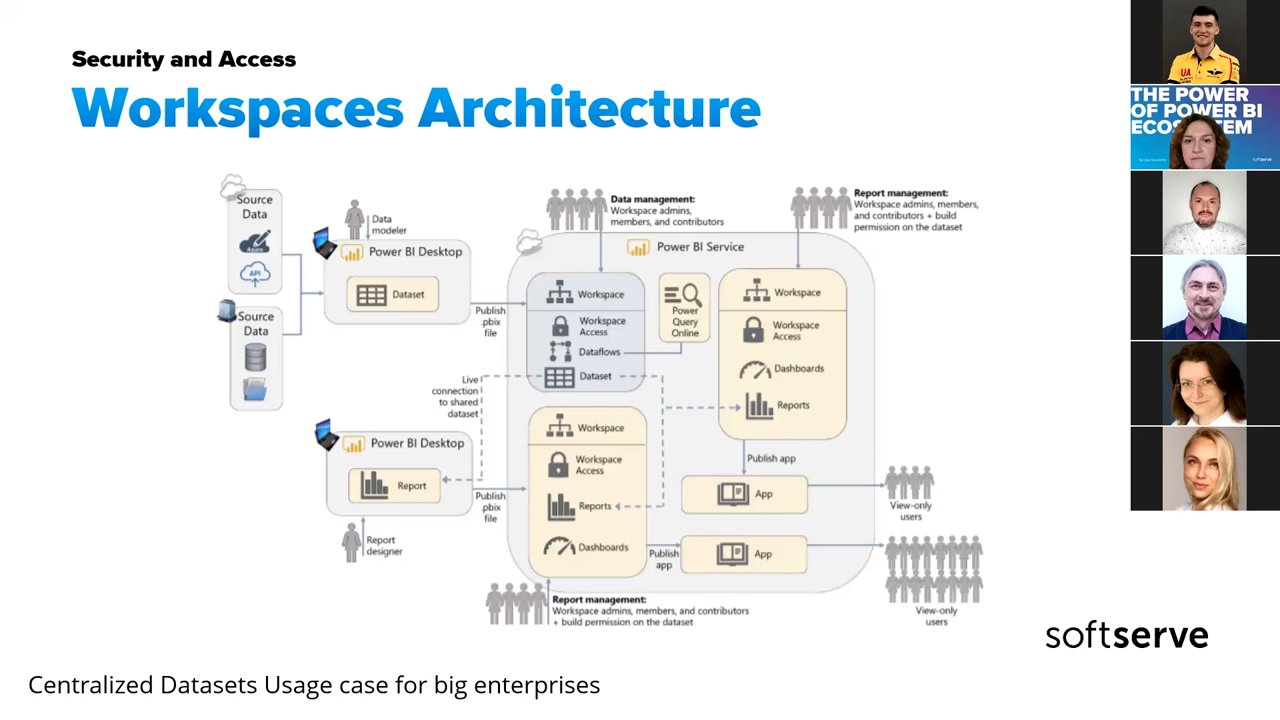 Security and Access
Workspaces Architecture
Source
Data
Azure
API
Source
Data
Data
modeler
Power BI Desktop
Dataset
Publish
.pbix
file
Data management:
Workspace admins,
members, and contributors
Report management:
Workspace admins, members,
and contributors + build
permission on the dataset
Power BI Service
Workspace
Workspace
Access
Dataflows
Dataset
Power
Query
Online
Workspace
Workspace
Access
Dashboards
Reports
Live
connection
to shared
dataset
Power BI Desktop
Report
Publish
.pbix
file
Report
designer
Workspace
Workspace
Access
Reports
Dashboards
Publish app
App
View-only
users
Publish
app
App
View-only
users
Report management:
Workspace admins, members, and contributors
+ build permission on the dataset
softserve
Centralized Datasets Usage case for big enterprises
UA
THE POWER
OF POWER BI
softserve